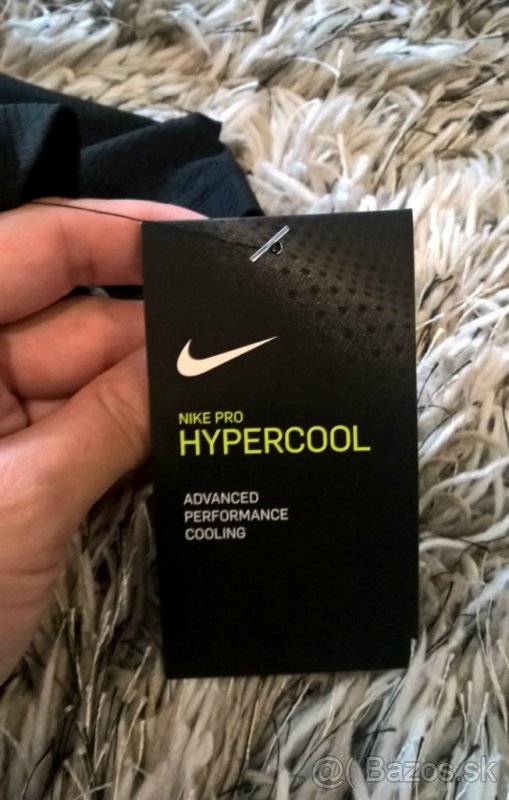 NIKE PRO
HYPERCOOL
ADVANCED
PERFORMANCE
COOLING
@( Bazos.sk